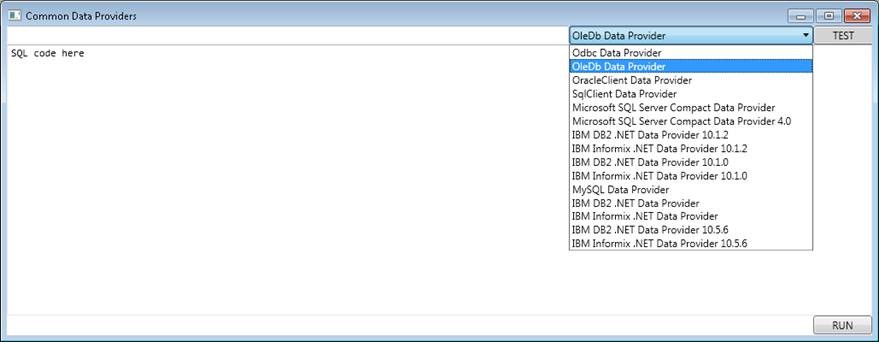 Common Data Providers
OleDb Data Provider
TEST
SQL code here
Odbc Data Provider
OleDb Data Provider
OracleClient Data Provider
SqlClient Data Provider
Microsoft SQL Server Compact Data Provider
Microsoft SQL Server Compact Data Provider 4.0
IBM DB2 .NET Data Provider 10.1.2
IBM Informix .NET Data Provider 10.1.2
IBM DB2 .NET Data Provider 10.1.0
IBM Informix .NET Data Provider 10.1.0
MySQL Data Provider
IBM DB2 .NET Data Provider
IBM Informix .NET Data Provider
IBM DB2 .NET Data Provider 10.5.6
IBM Informix .NET Data Provider 10.5.6
RUN